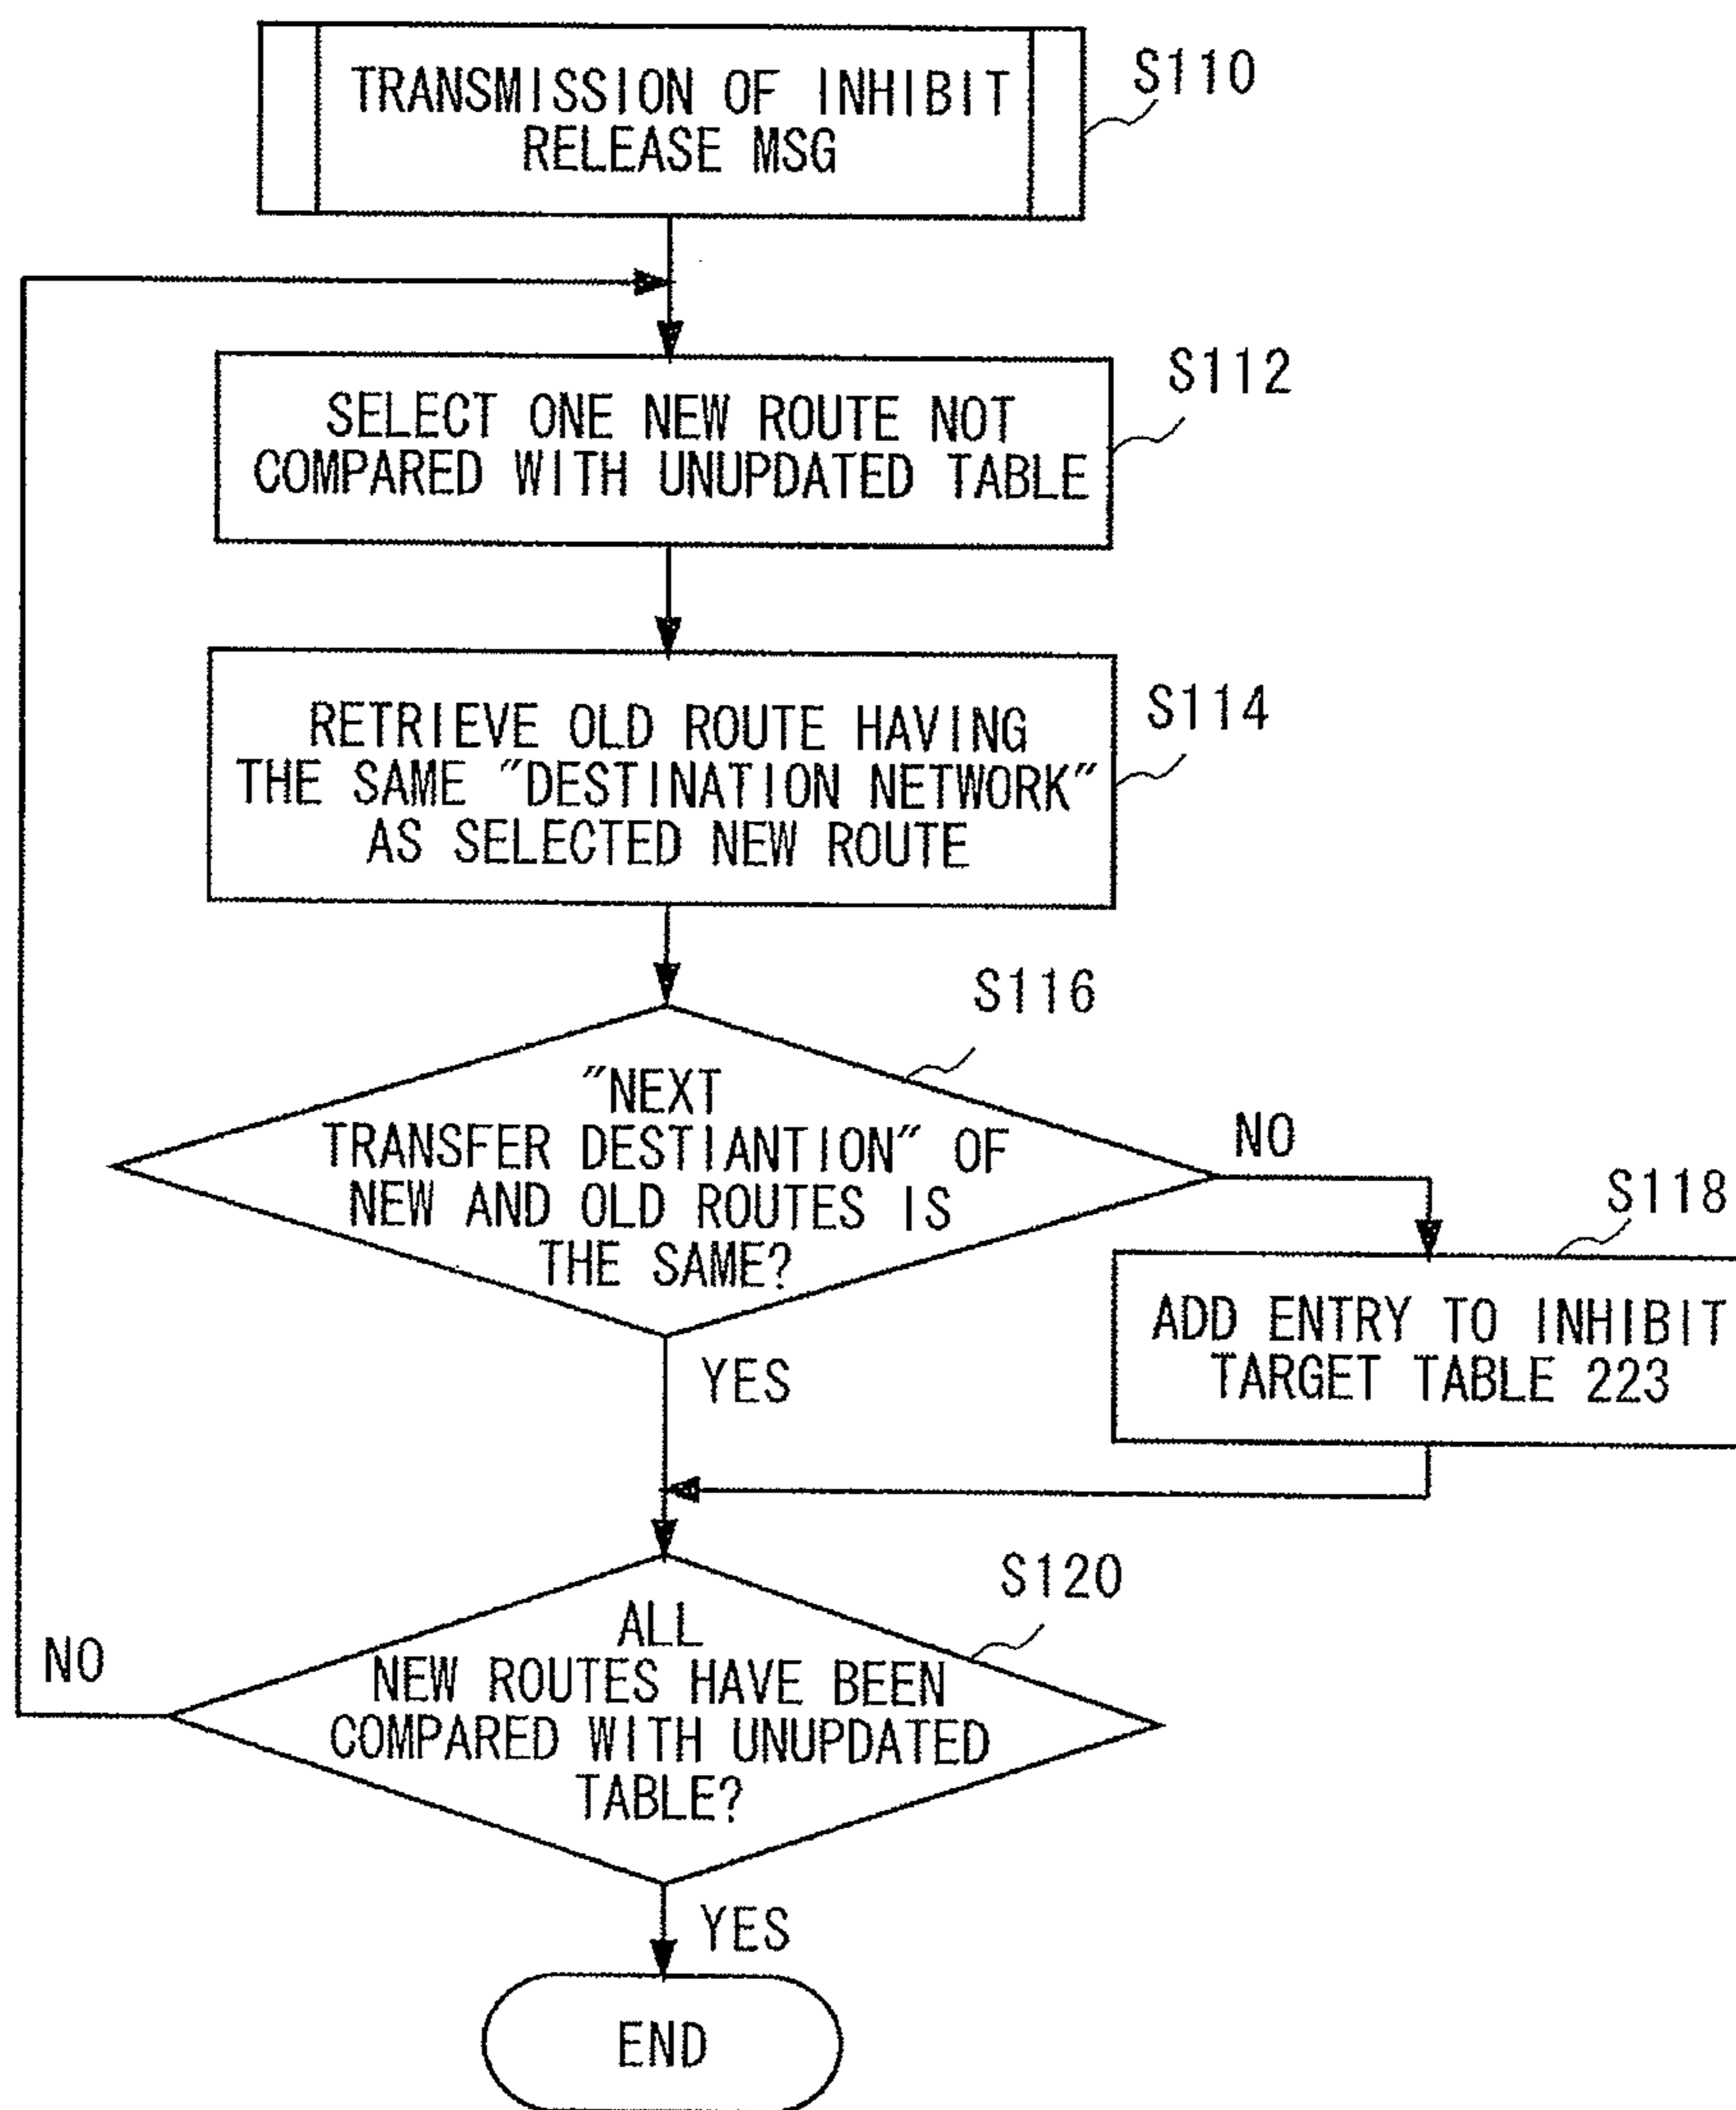 TRANSMISSION OF INHIBIT
RELEASE MSG
S110
SELECT ONE NEW ROUTE NOT
COMPARED WITH UNUPDATED TABLE
S112
RETRIEVE OLD ROUTE HAVING
THE SAME "DESTINATION NETWORK"
AS SELECTED NEW ROUTE
S114
"NEXT
TRANSFER DESTIANTION" OF
NEW AND OLD ROUTES IS
THE SAME?
S116
NO
YES
S118
ADD ENTRY TO INHIBIT
TARGET TABLE 223
ALL
NEW ROUTES HAVE BEEN
COMPARED WITH UNUPDATED
TABLE?
S120
NO
YES
END